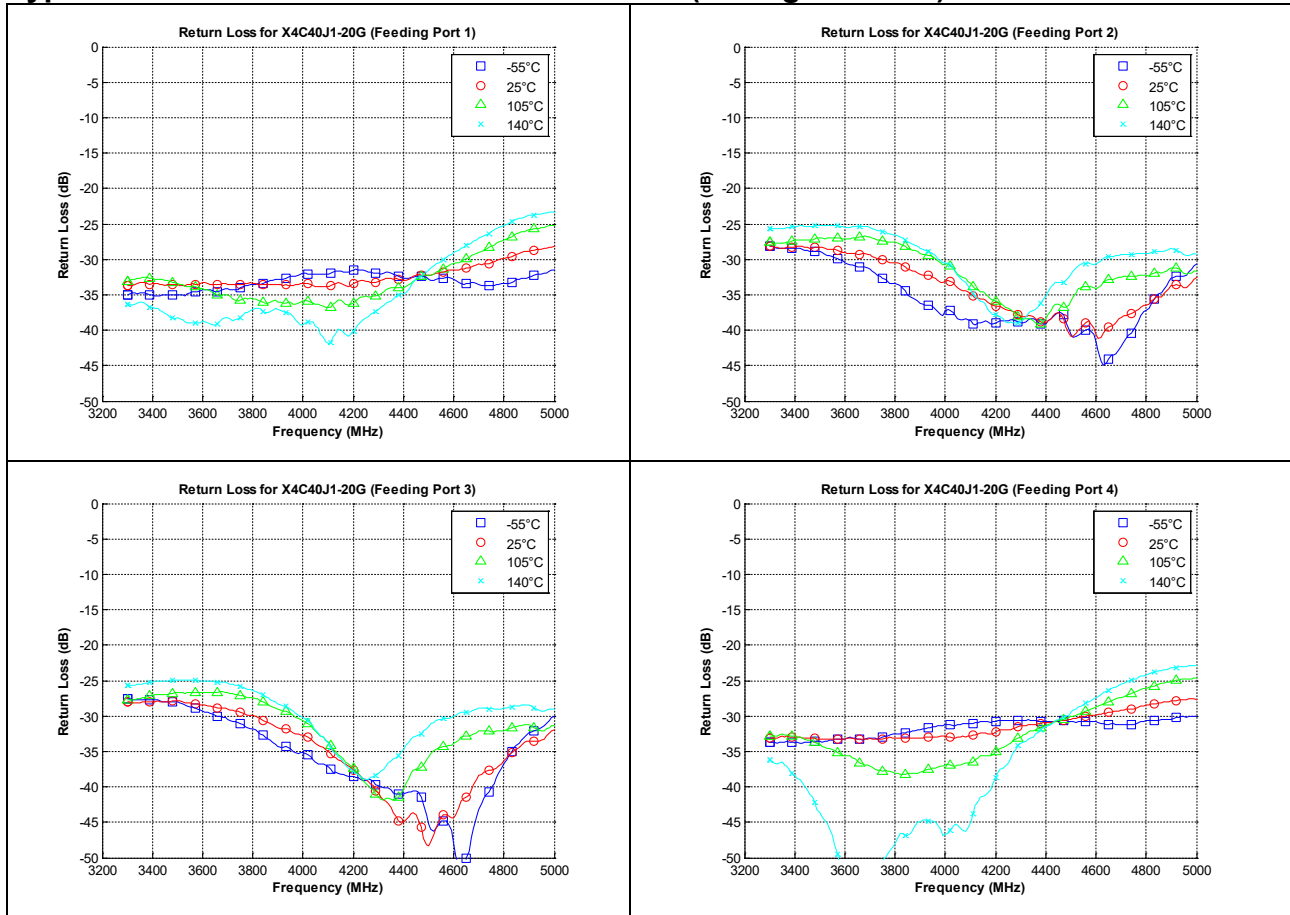 Return Loss for X4C40J1-20G (Feeding Port 1)
0
-5
-10
-15
-20
-25
-30
-35
-40
-45
-50
Return Loss (dB)
-55°C
25°C
105°C
140°C
3200 3400 3600 3800 4000 4200 4400 4600 4800 5000
Frequency (MHz)
Return Loss for X4C40J1-20G (Feeding Port 2)
0
-5
-10
-15
-20
-25
-30
-35
-40
-45
-50
Return Loss (dB)
-55°C
25°C
105°C
140°C
3200 3400 3600 3800 4000 4200 4400 4600 4800 5000
Frequency (MHz)
Return Loss for X4C40J1-20G (Feeding Port 3)
0
-5
-10
-15
-20
-25
-30
-35
-40
-45
-50
Return Loss (dB)
-55°C
25°C
105°C
140°C
3200 3400 3600 3800 4000 4200 4400 4600 4800 5000
Frequency (MHz)
Return Loss for X4C40J1-20G (Feeding Port 4)
0
-5
-10
-15
-20
-25
-30
-35
-40
-45
-50
Return Loss (dB)
-55°C
25°C
105°C
140°C
3200 3400 3600 3800 4000 4200 4400 4600 4800 5000
Frequency (MHz)